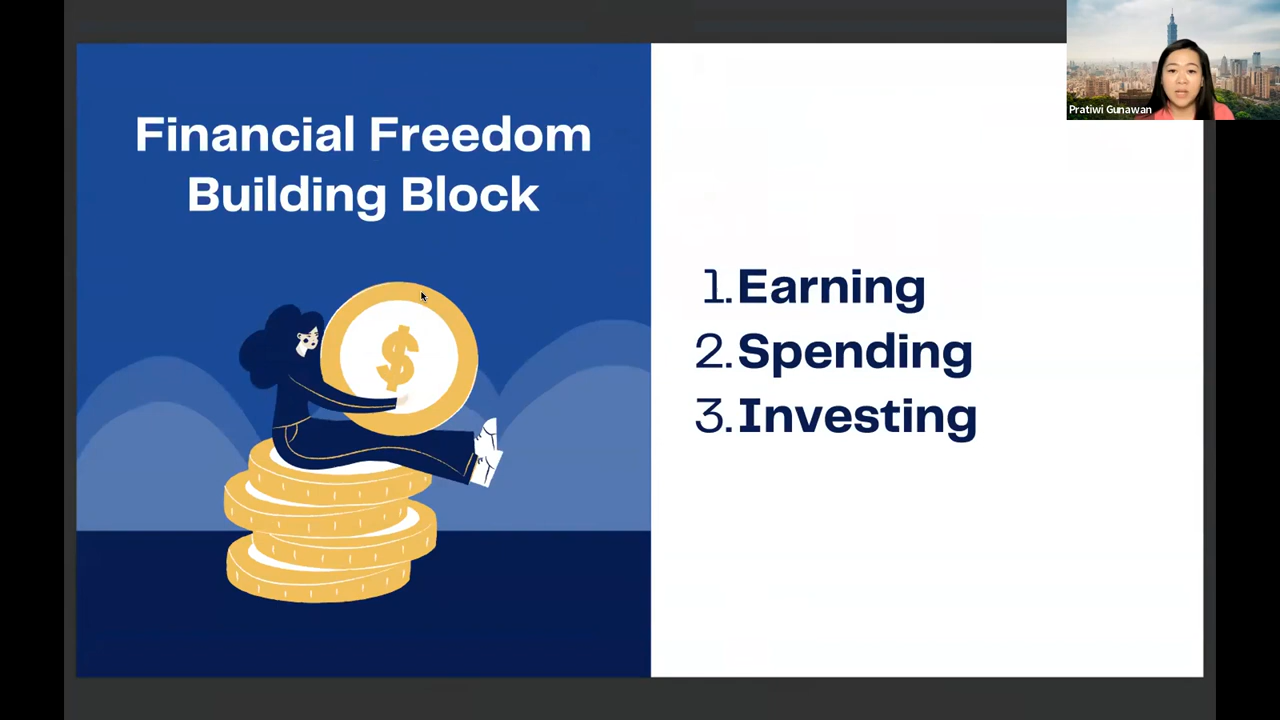 Financial Freedom
Building Block
$
1. Earning
2. Spending
3. Investing
Pratiwi Gunawan